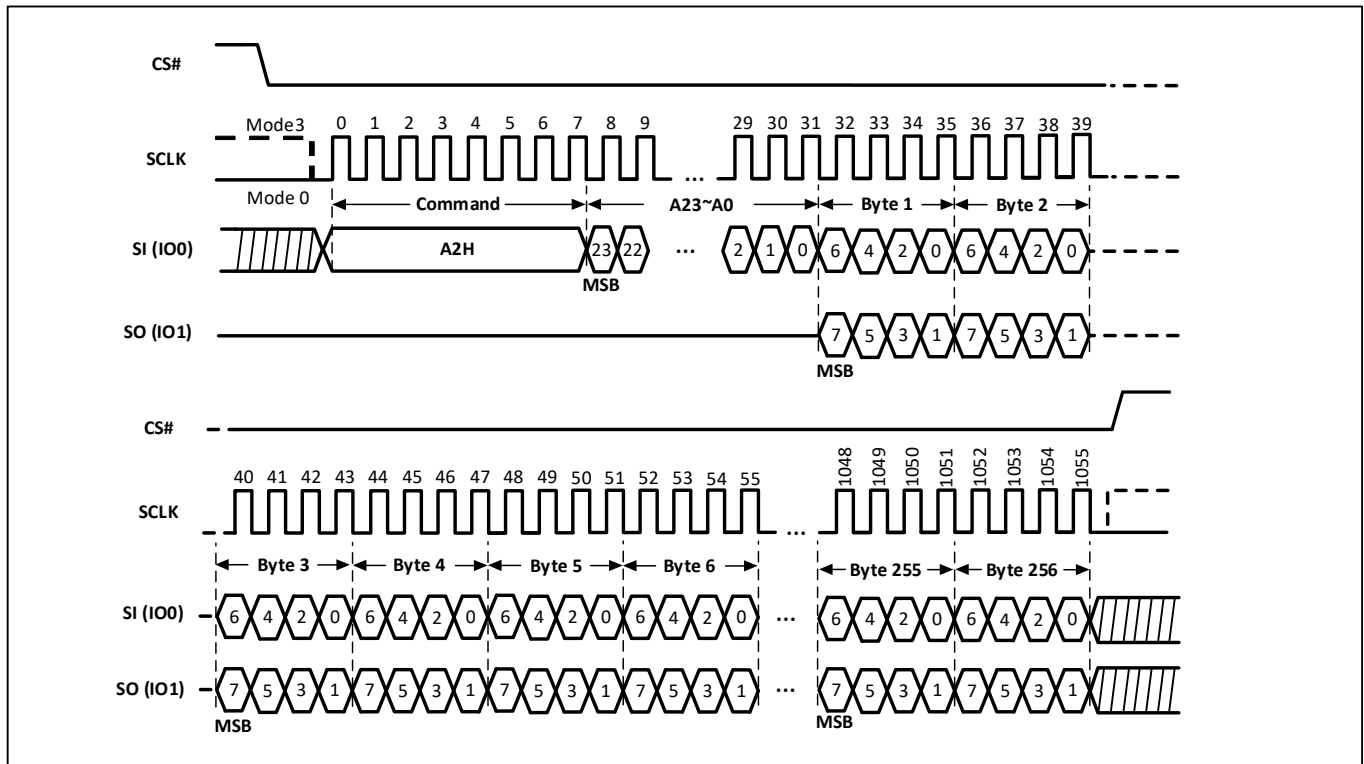 CS#
Mode3
0 1 2 3 4 5 6 7 8 9 29 30 31 32 33 34 35 36 37 38 39
SCLK
...
Mode 0
Command A23~A0 Byte 1 Byte 2
SI (IO0) A2H 23 22 ... 2 1 0 6 4 2 0 6 4 2 0
MSB
SO (IO1) 7 5 3 1 7 5 3 1
MSB
CS#
40 41 42 43 44 45 46 47 48 49 50 51 52 53 54 55 1048 1049 1050 1051 1052 1053 1054 1055
SCLK
...
Byte 3 Byte 4 Byte 5 Byte 6 Byte 255 Byte 256
SI (IO0) 6 4 2 0 6 4 2 0 6 4 2 0 6 4 2 0 ... 6 4 2 0 6 4 2 0
SO (IO1) 7 5 3 1 7 5 3 1 7 5 3 1 7 5 3 1 ... 7 5 3 1 7 5 3 1
MSB MSB